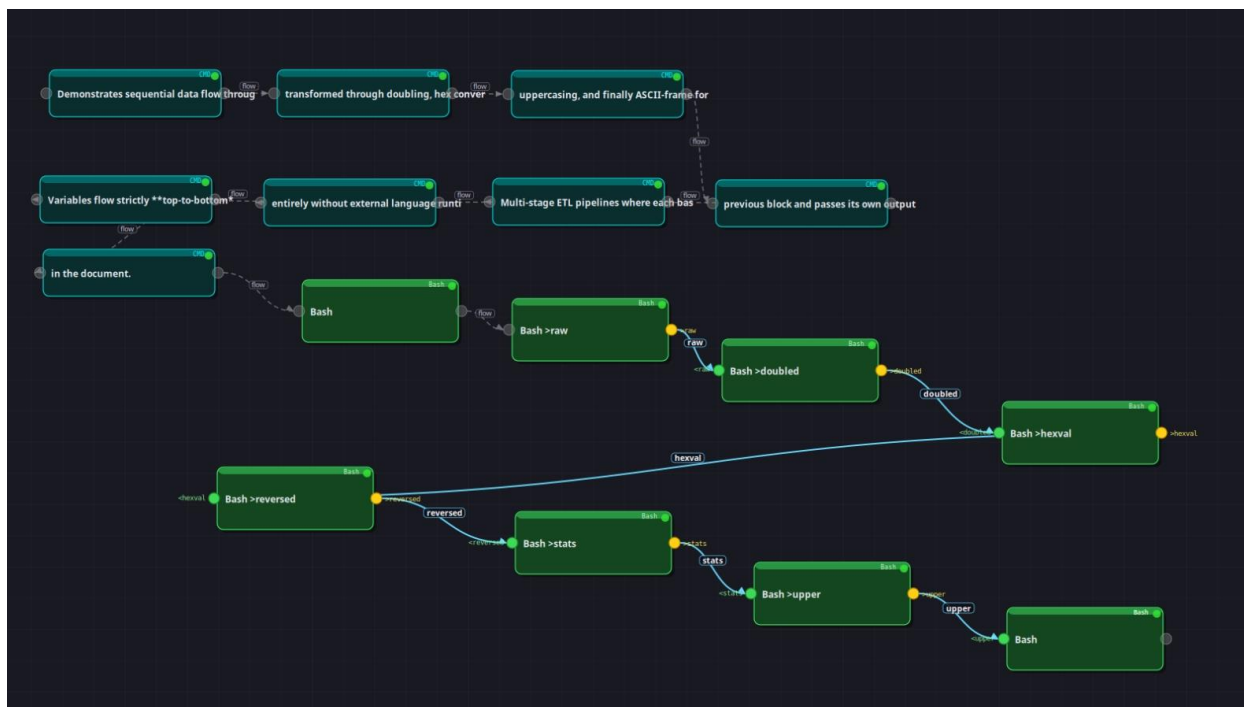 CMD
Demonstrates sequential data flow throug
flow
CMD
transformed through doubling, hex conver
flow
CMD
uppercasing, and finally ASCII-frame for
flow
CMD
Variables flow strictly **top-to-bottom*
flow
CMD
entirely without external language runti
flow
CMD
Multi-stage ETL pipelines where each bas
flow
CMD
previous block and passes its own output
flow
CMD
in the document.
flow
Bash
Bash
flow
Bash
Bash >raw
>raw
raw
<raw
Bash
Bash >doubled
>doubled
doubled
<doubled
Bash
Bash >hexval
>hexval
hexval
<hexval
Bash
Bash >reversed
>reversed
reversed
<reversed
Bash
Bash >stats
>stats
stats
<stats
Bash
Bash >upper
>upper
upper
<upper
Bash
Bash